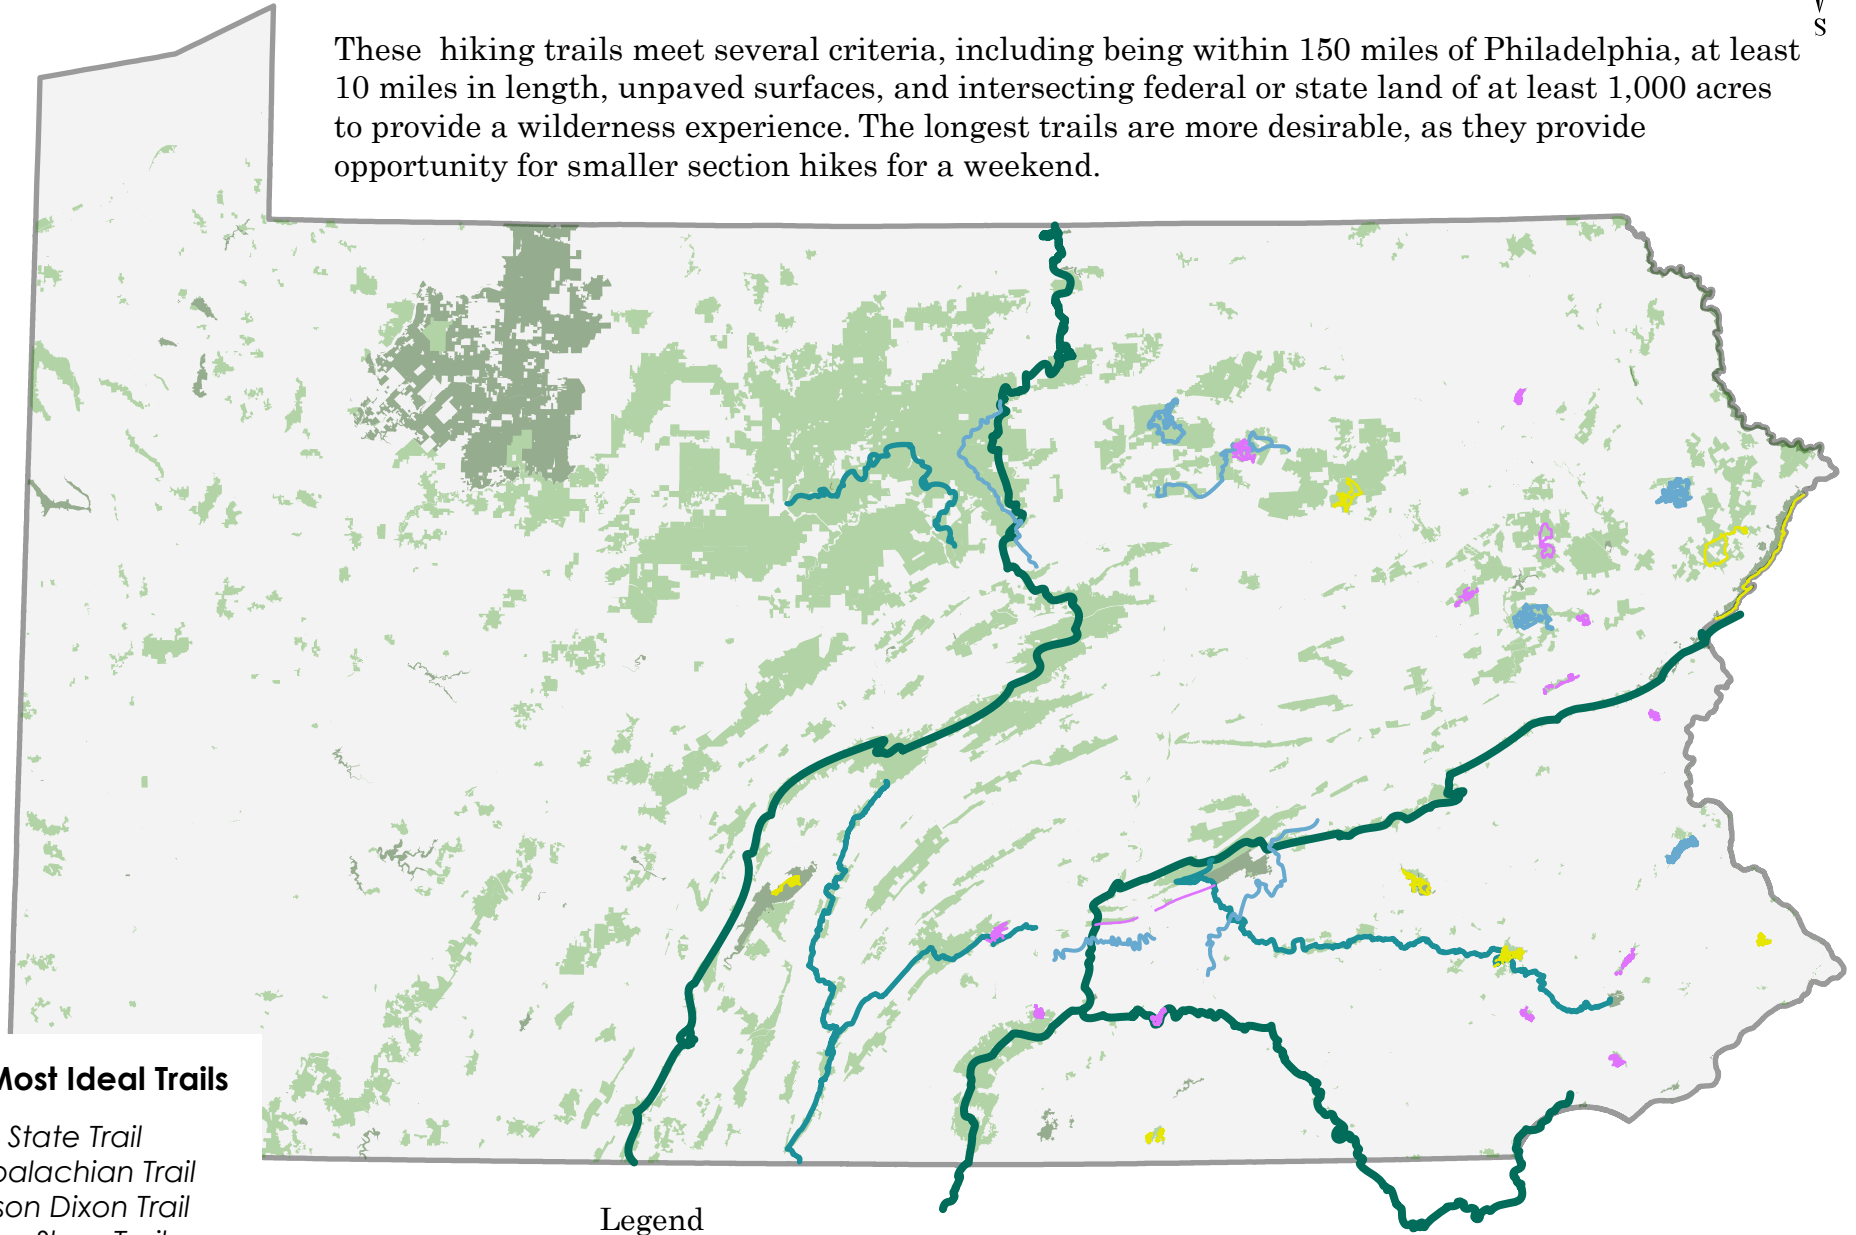 S
These hiking trails meet several criteria, including being within 150 miles of Philadelphia, at least
10 miles in length, unpaved surfaces, and intersecting federal or state land of at least 1,000 acres
to provide a wilderness experience. The longest trails are more desirable, as they provide
opportunity for smaller section hikes for a weekend.
Most Ideal Trails
State Trail
palachian Trail
son Dixon Trail
Legend